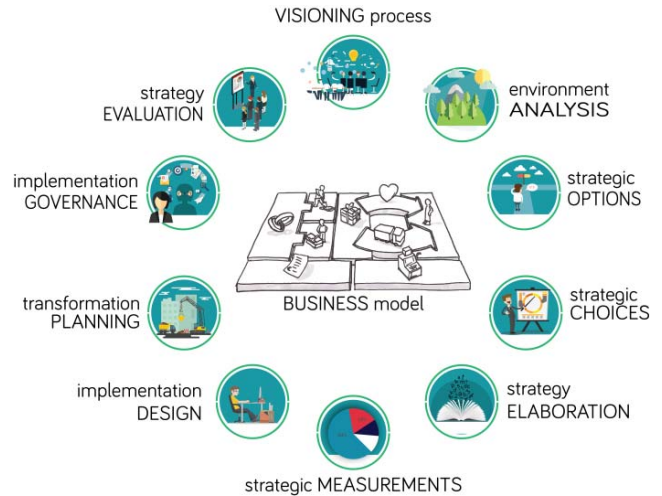 VISIONING process
environment
ANALYSIS
strategic
OPTIONS
strategic
CHOICES
strategy
ELABORATION
strategic MEASUREMENTS
implementation
DESIGN
transformation
PLANNING
implementation
GOVERNANCE
strategy
EVALUATION
BUSINESS model